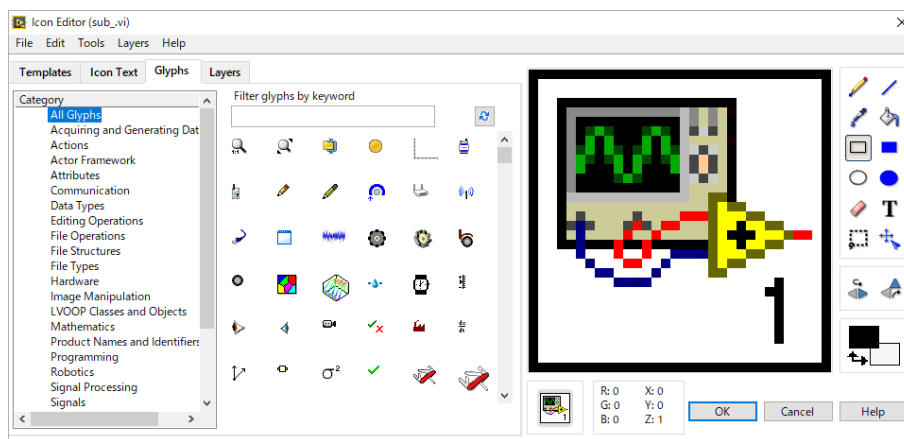 Icon Editor (sub_.vi)
File Edit Tools Layers Help
Templates Icon Text Glyphs Layers
Category
All Glyphs
Acquiring and Generating Dat
Actions
Actor Framework
Attributes
Communication
Data Types
Editing Operations
File Operations
File Structures
File Types
Hardware
Image Manipulation
LVOOP Classes and Objects
Mathematics
Product Names and Identifiers
Programming
Robotics
Signal Processing
Signals
Filter glyphs by keyword
σ²
1
T
1
R: 0 X: 0
G: 0 Y: 0
B: 0 Z: 1
OK Cancel Help